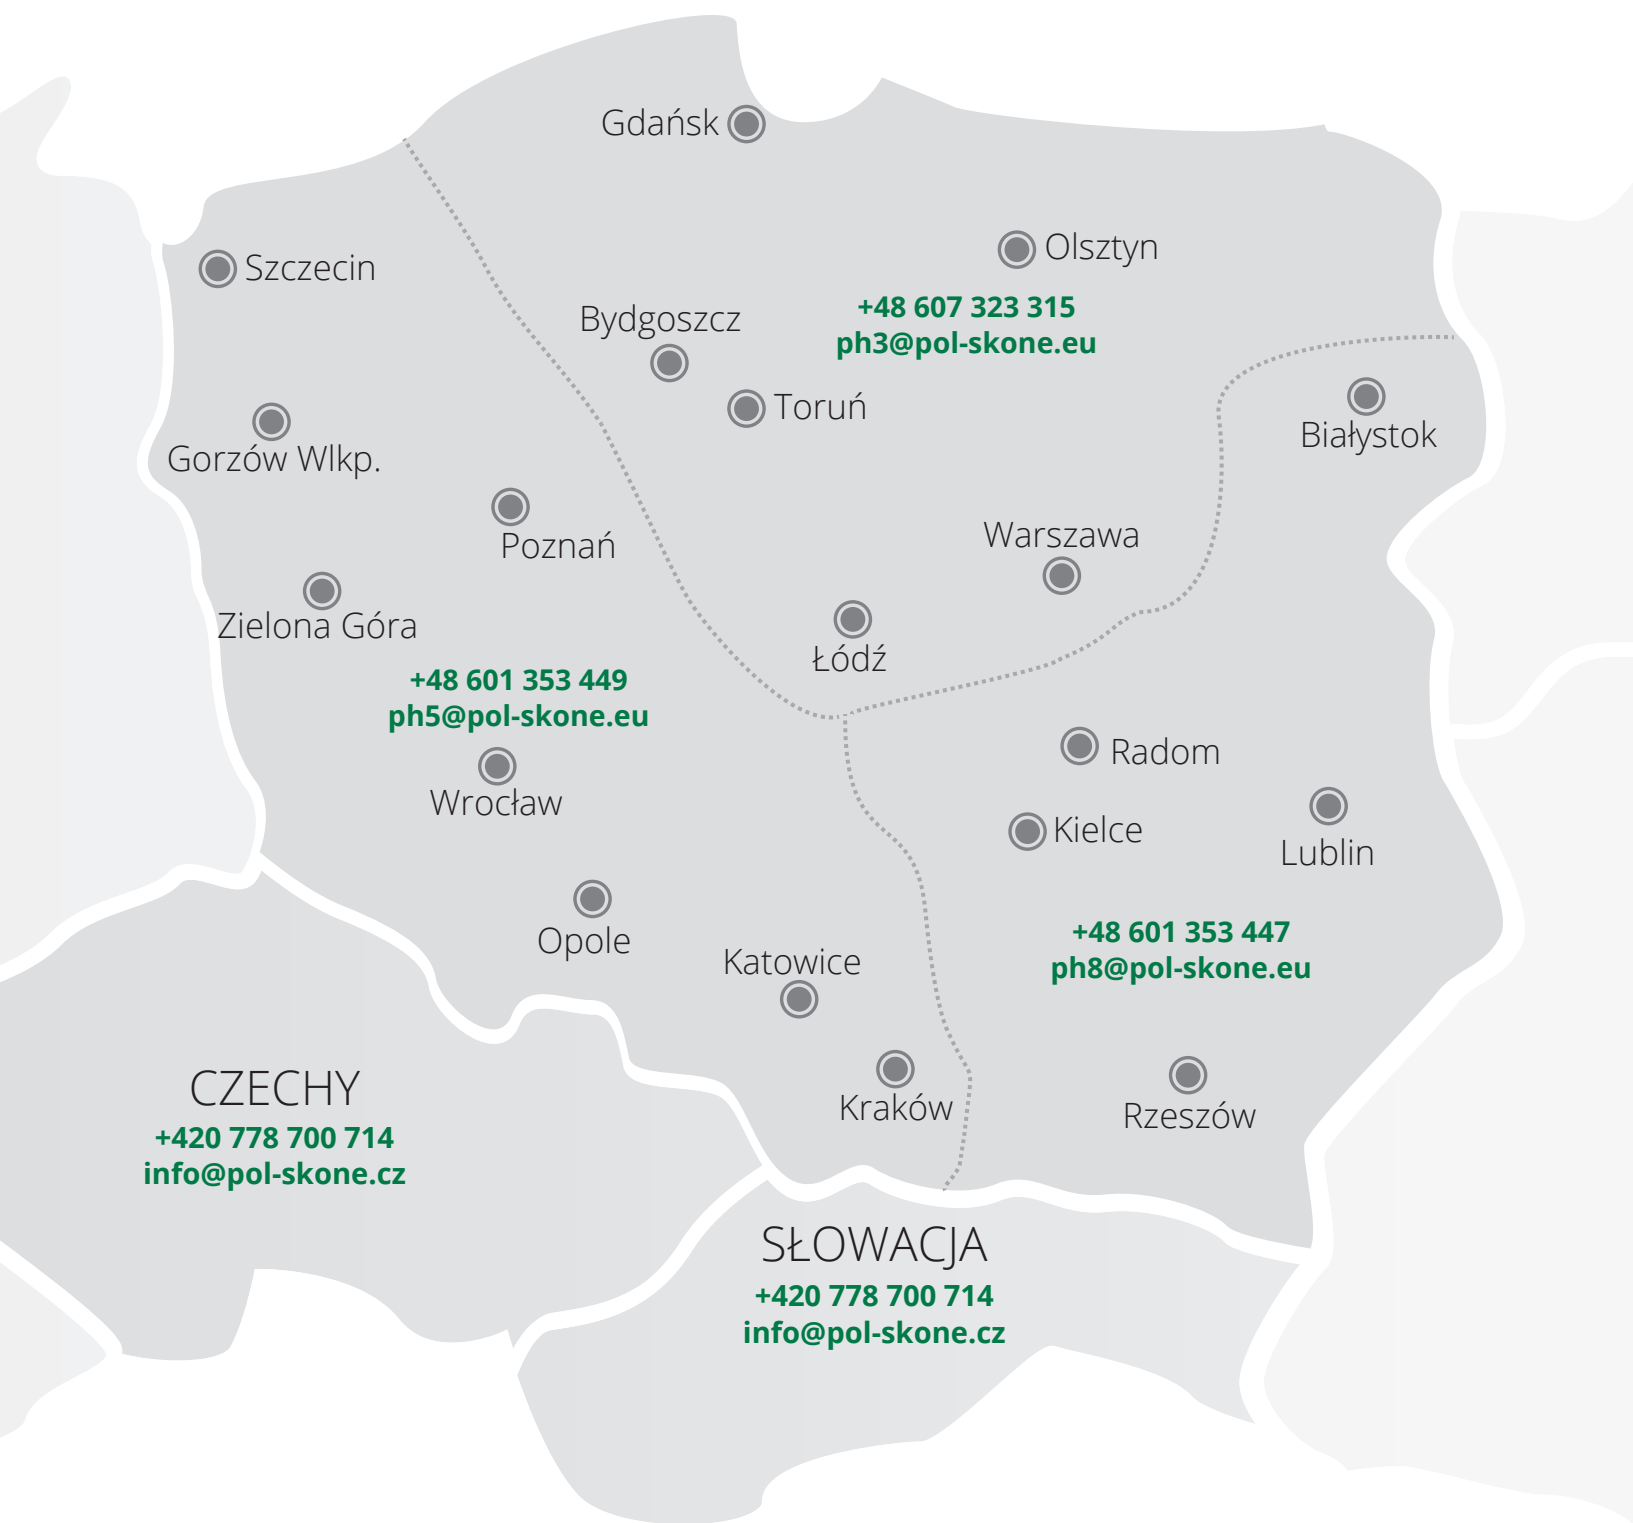 Gdańsk
Olsztyn
Szczecin
+48 607 323 315
ph3@pol-skone.eu
Bydgoszcz
Toruń
Białystok
Gorzów Wlkp.
Poznań
Warszawa
Zielona Góra
Łódź
+48 601 353 449
ph5@pol-skone.eu
Radom
Wrocław
Kielce
Lublin
Opole
+48 601 353 447
ph8@pol-skone.eu
Katowice
Kraków
Rzeszów
CZECHY
+420 778 700 714
info@pol-skone.cz
SŁOWACJA
+420 778 700 714
info@pol-skone.cz